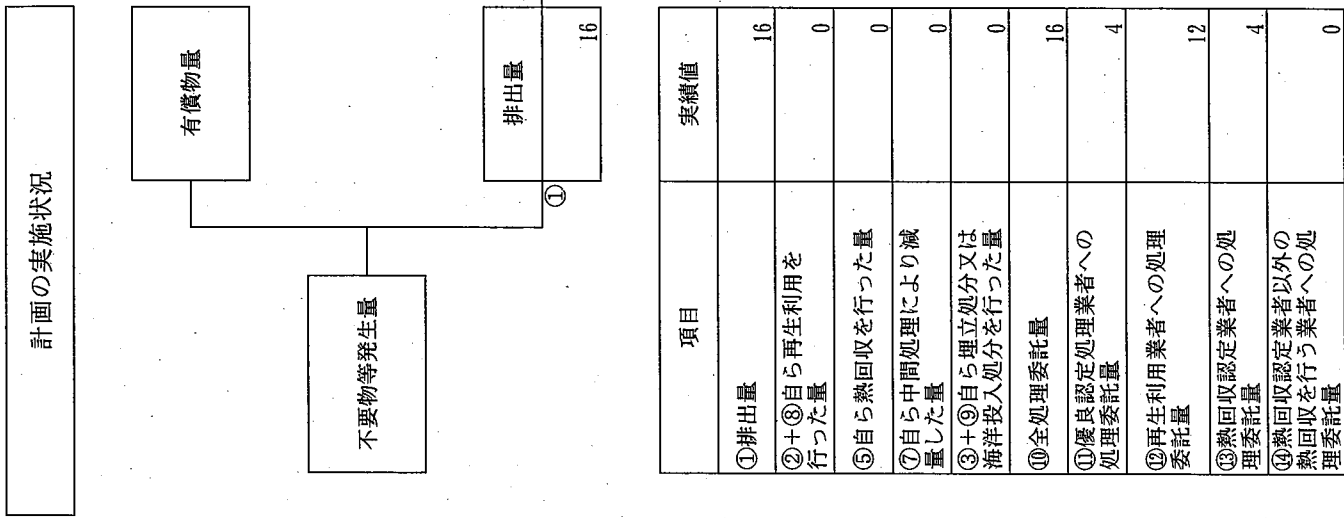 計画の実施状況
有償物量
不要物等発生量
排出量
①
16
項目
実績値
①排出量
16
②+⑧自ら再生利用を
行った量
0
⑤自ら熱回収を行った量
0
⑦自ら中間処理により減
量した量
0
③+⑨自ら埋立処分又は
海洋投入処分を行った量
0
⑩全処理委託量
16
⑪優良認定処理業者への
処理委託量
4
⑫再生利用業者への処理
委託量
12
⑬熱回収認定業者への処
理委託量
4
⑭熱回収認定業者以外の
熱回収を行う業者への処
理委託量
0